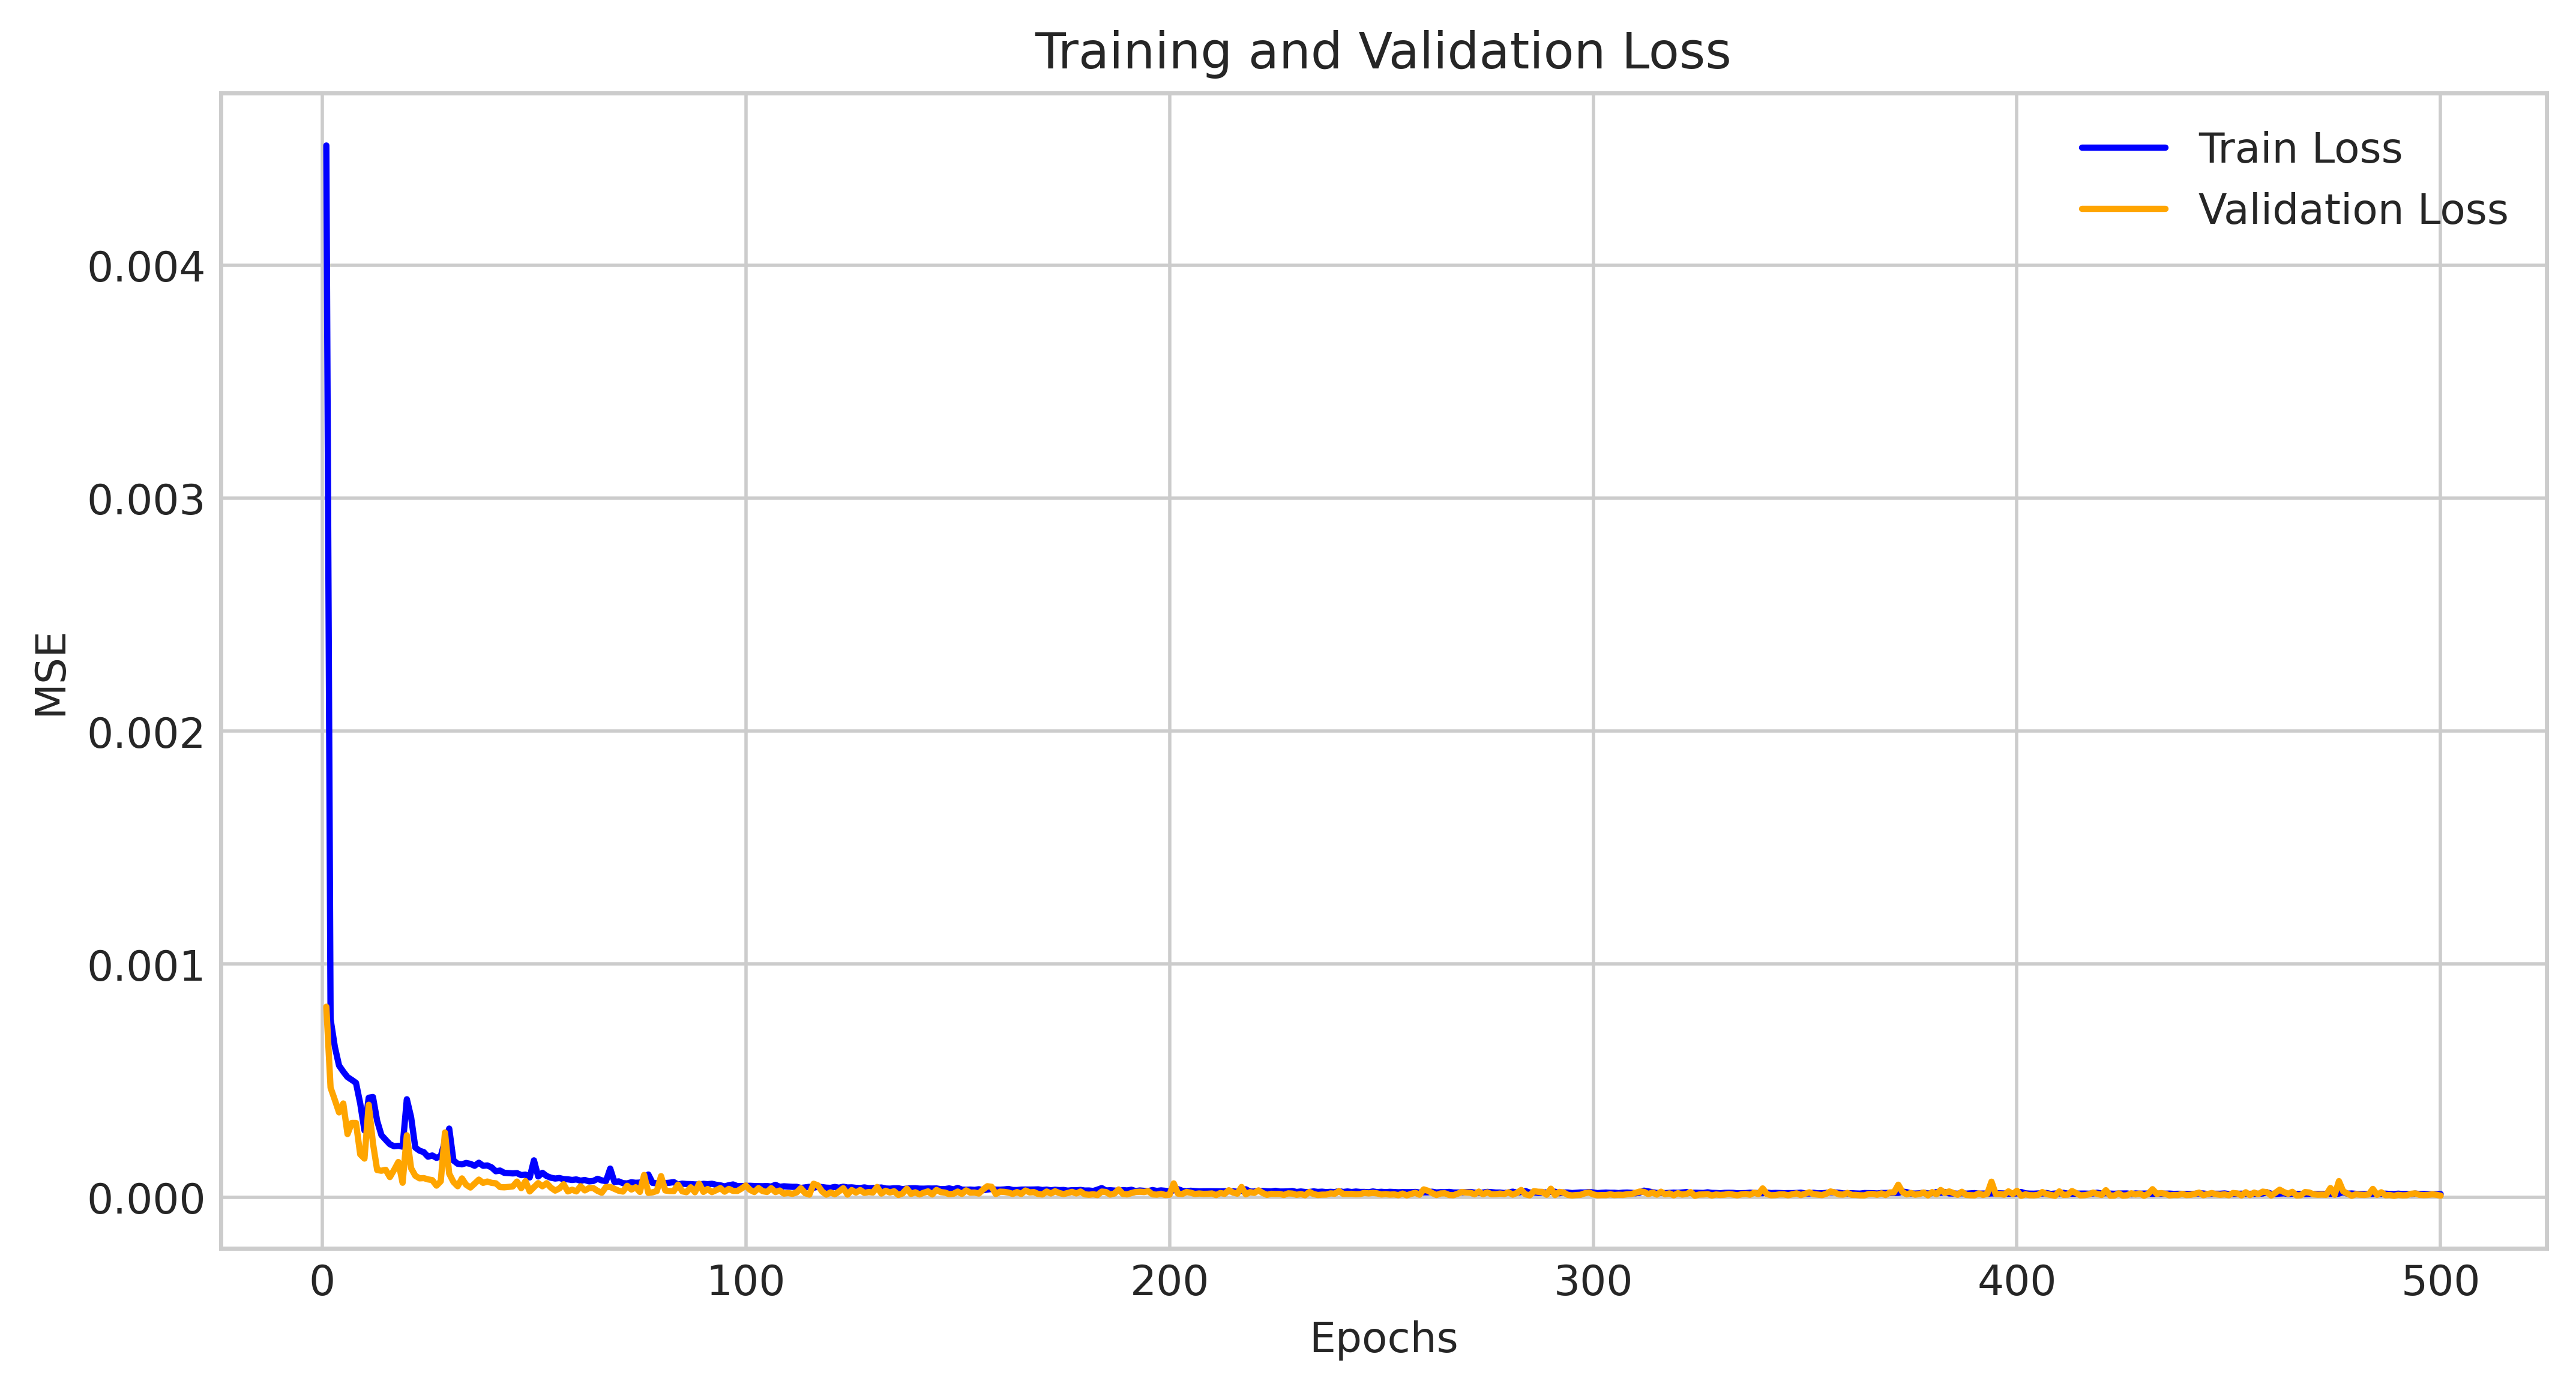 Training and Validation Loss
Train Loss
Validation Loss
0.004
0.003
0.002
0.001
0.000
MSE
0 100 200 300 400 500
Epochs